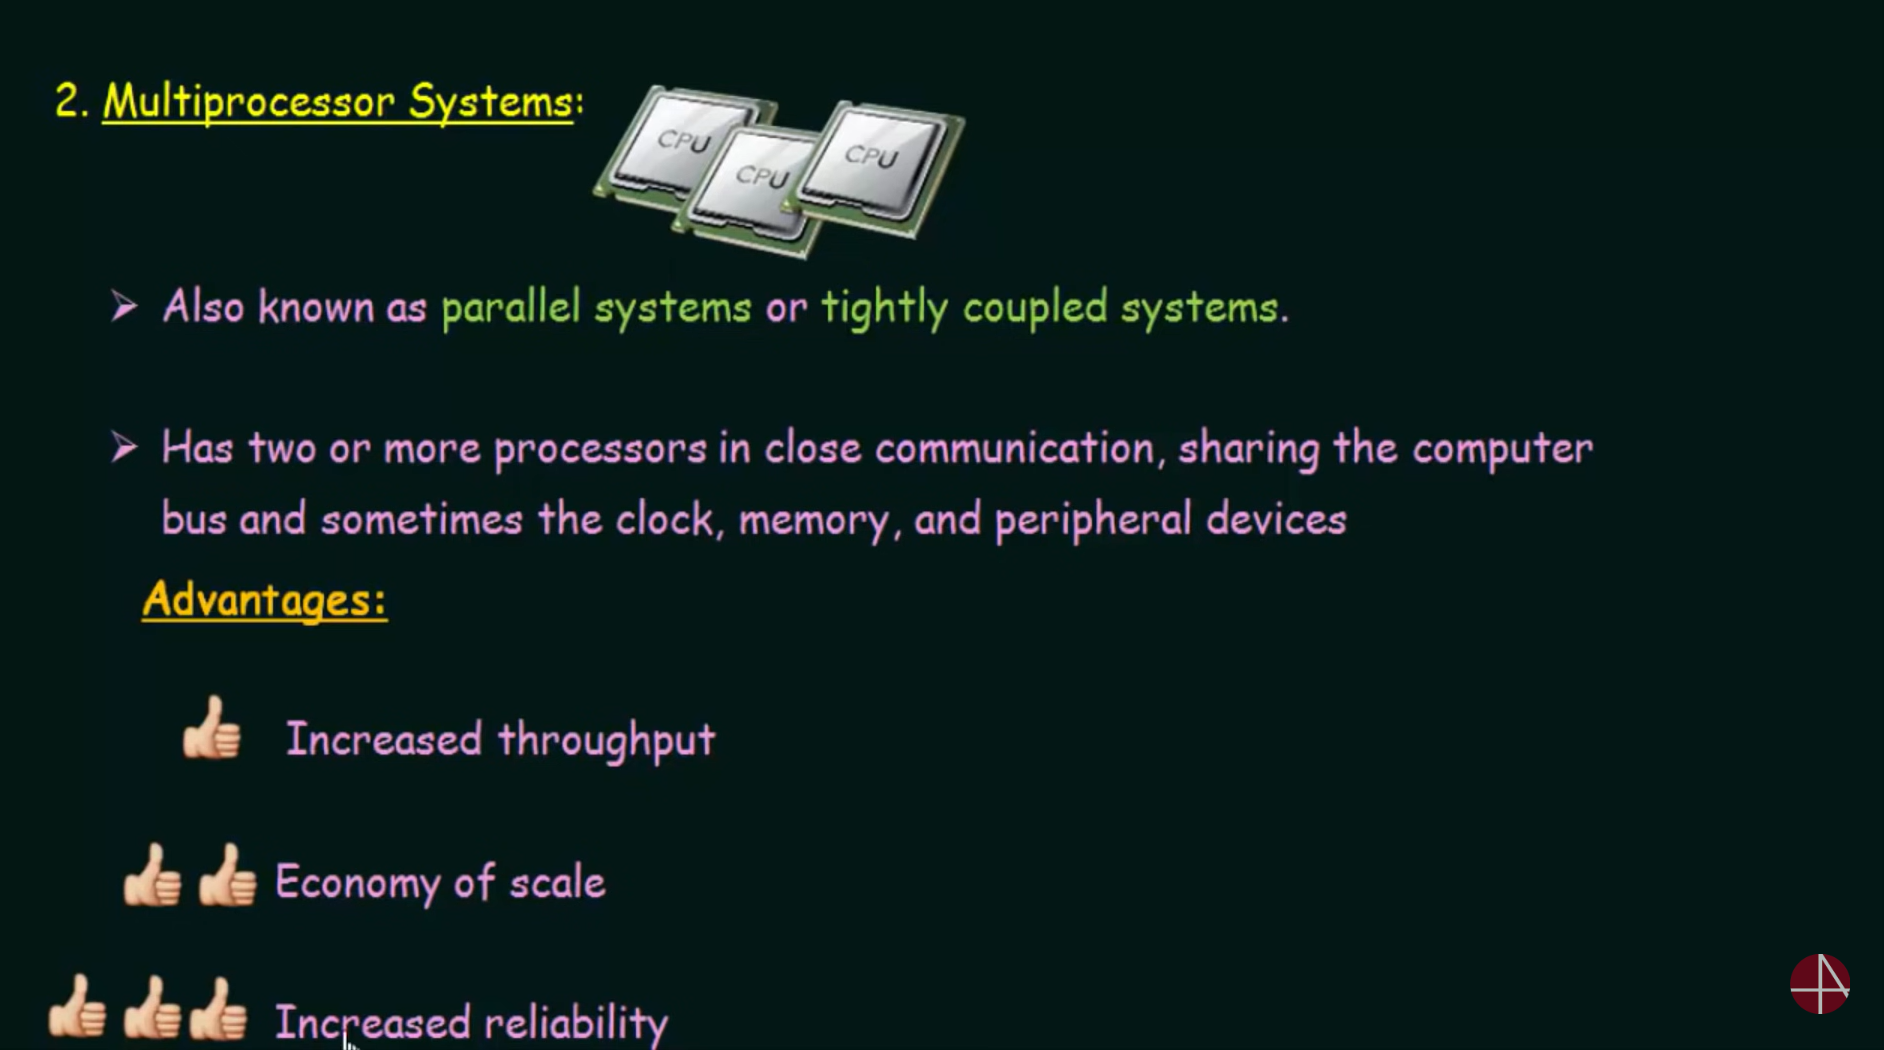 2. Multiprocessor Systems:
CPU
CPU
CPU
➤ Also known as parallel systems or tightly coupled systems.
➤ Has two or more processors in close communication, sharing the computer
bus and sometimes the clock, memory, and peripheral devices
Advantages:
Increased throughput
Economy of scale
Increased reliability